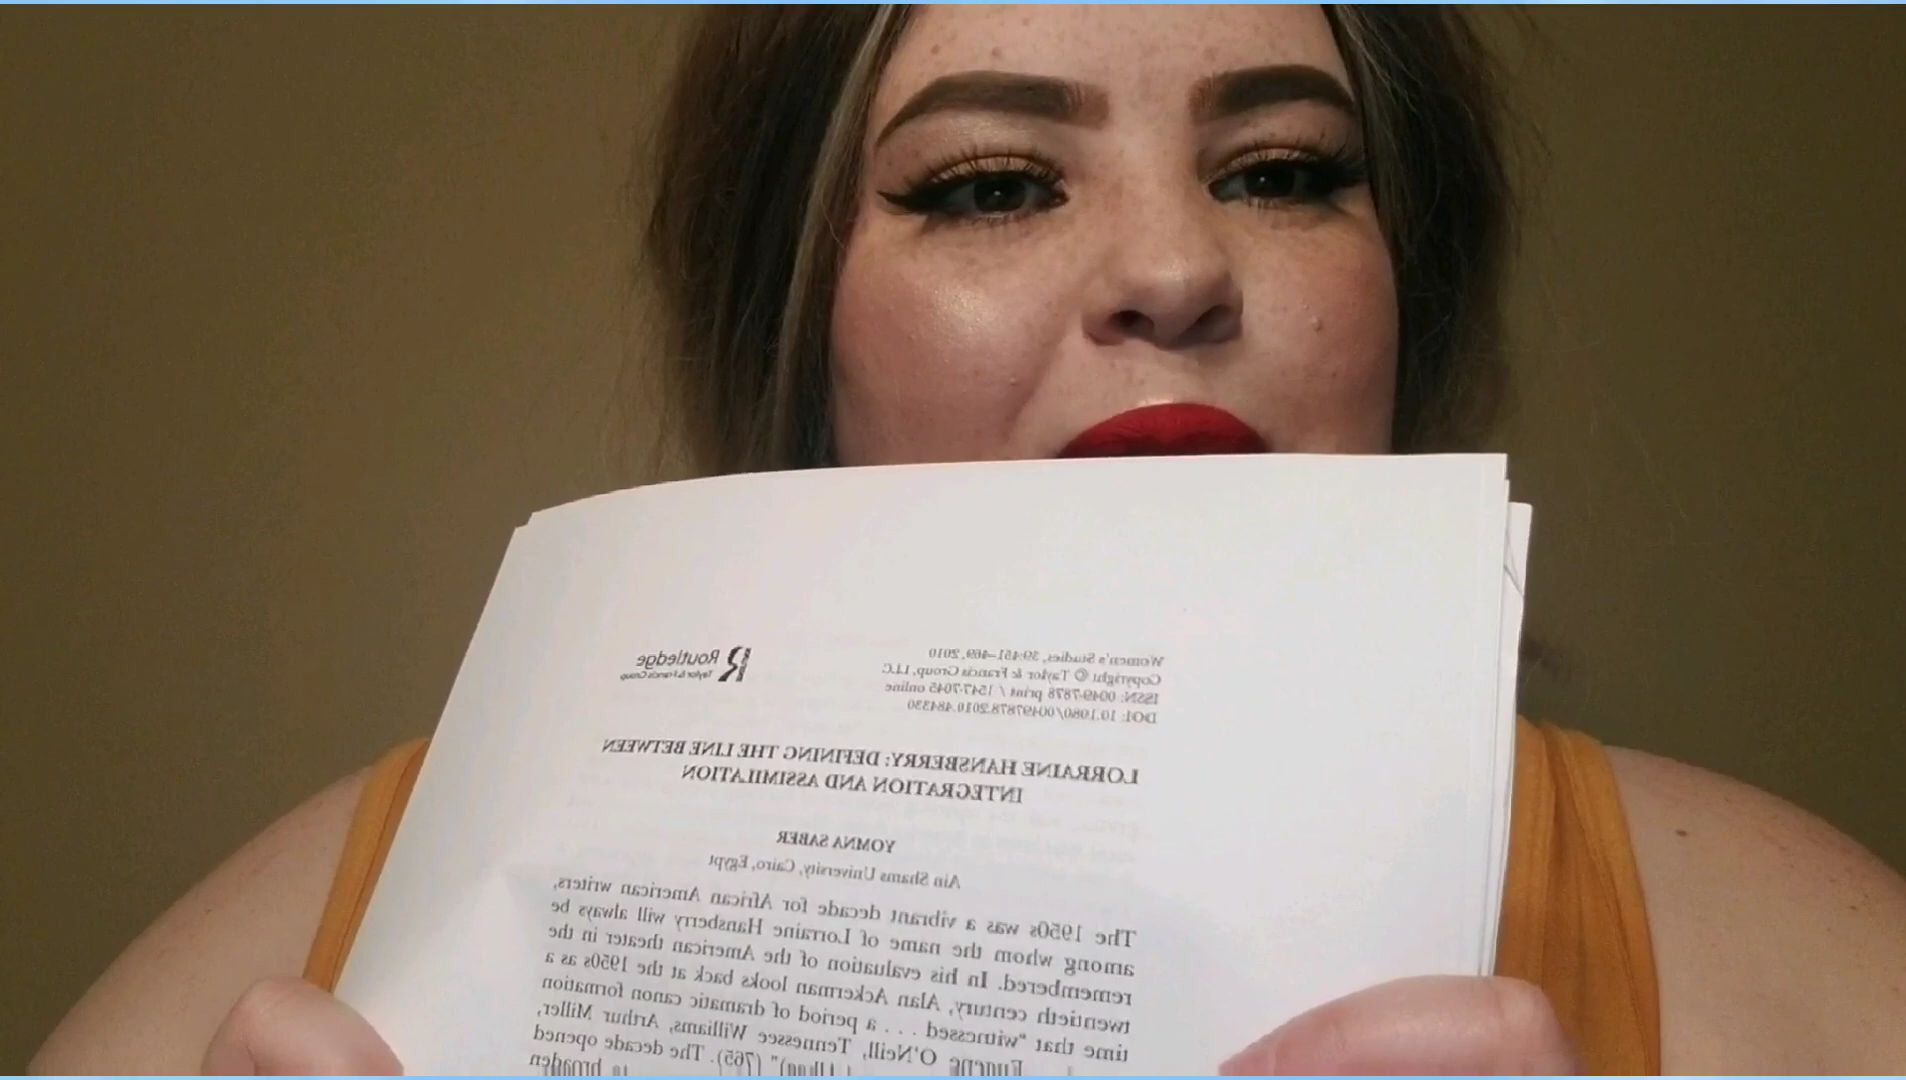 Women's Studies, 39:451–469, 2010
Copyright © Taylor & Francis Group, LLC
ISSN: 0049-7878 print / 1547-7045 online
DOI: 10.1080/00497878.2010.484330
Routledge
Taylor & Francis Group
LORRAINE HANSBERRY: DEFINING THE LINE BETWEEN
INTEGRATION AND ASSIMILATION
YOMNA SABER
Ain Shams University, Cairo, Egypt
The 1950s was a vibrant decade for African American writers,
among whom the name of Lorraine Hansberry will always be
remembered. In his evaluation of the American theater in the
twentieth century, Alan Ackerman looks back at the 1950s as a
time that "witnessed . . . a period of dramatic canon formation
Eugene O'Neill, Tennessee Williams, Arthur Miller,
(765). The decade opened
broaden